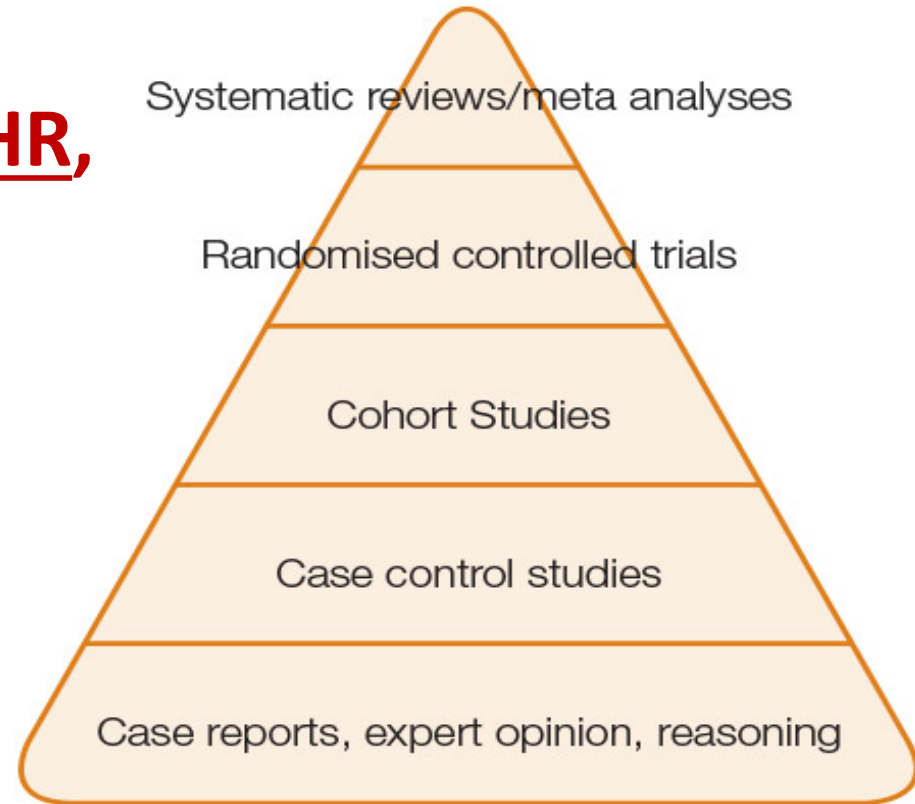 Systematic reviews/meta analyses
HR,
Randomised controlled trials
Cohort Studies
Case control studies
Case reports, expert opinion, reasoning